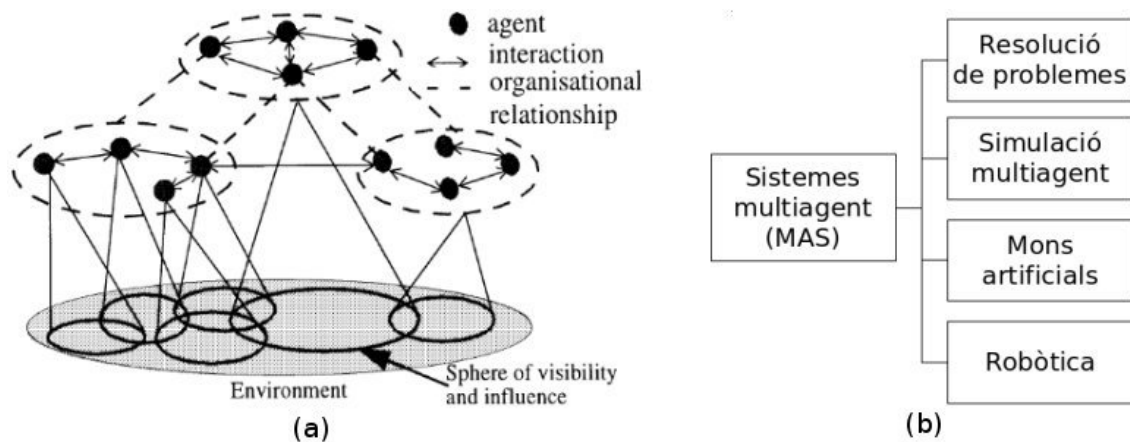 agent
interaction
organisational
relationship
Environment
Sphere of visibility
and influence
(a)
Sistemes
multiagent
(MAS)
Resolució
de problemes
Simulació
multiagent
Mons
artificials
Robòtica
(b)